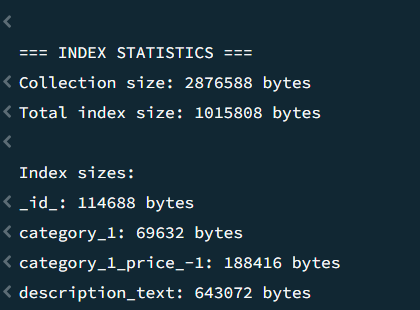 === INDEX STATISTICS ===
Collection size: 2876588 bytes
Total index size: 1015808 bytes
Index sizes:
_id_: 114688 bytes
category_1: 69632 bytes
category_1_price_-1: 188416 bytes
description_text: 643072 bytes